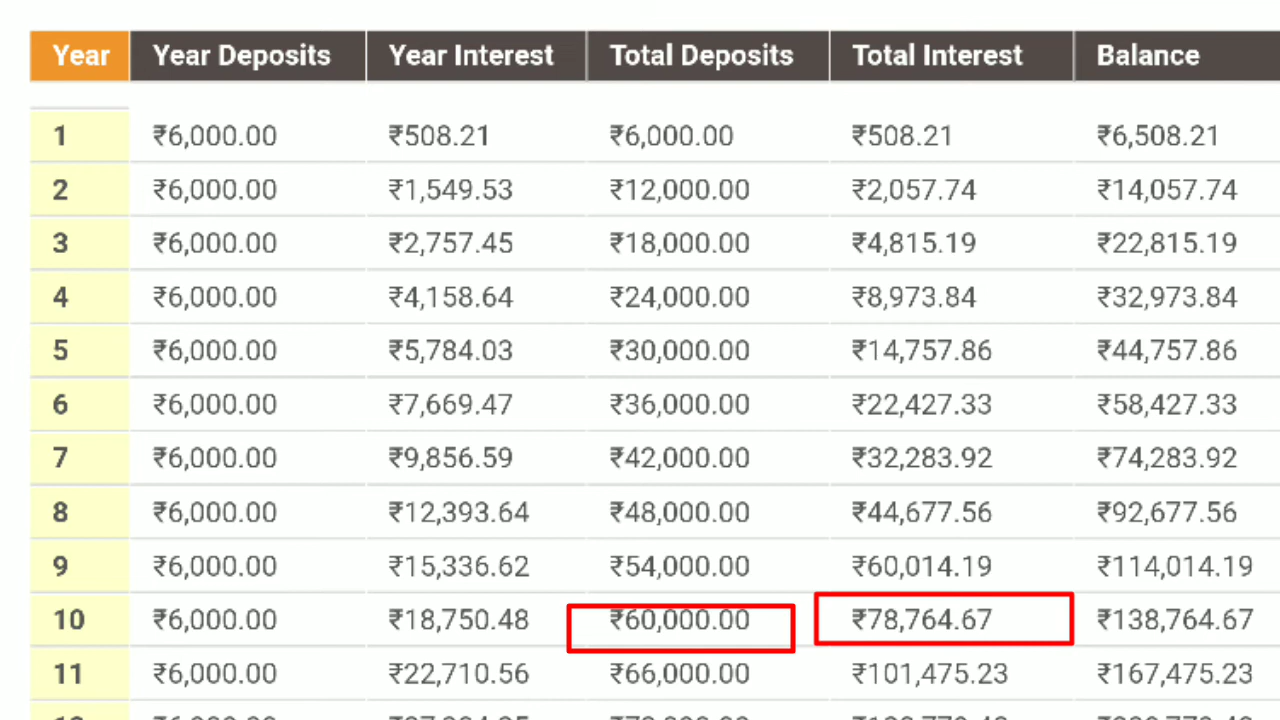 Year Year Deposits Year Interest Total Deposits Total Interest Balance
1 ₹6,000.00 ₹508.21 ₹6,000.00 ₹508.21 ₹6,508.21
2 ₹6,000.00 ₹1,549.53 ₹12,000.00 ₹2,057.74 ₹14,057.74
3 ₹6,000.00 ₹2,757.45 ₹18,000.00 ₹4,815.19 ₹22,815.19
4 ₹6,000.00 ₹4,158.64 ₹24,000.00 ₹8,973.84 ₹32,973.84
5 ₹6,000.00 ₹5,784.03 ₹30,000.00 ₹14,757.86 ₹44,757.86
6 ₹6,000.00 ₹7,669.47 ₹36,000.00 ₹22,427.33 ₹58,427.33
7 ₹6,000.00 ₹9,856.59 ₹42,000.00 ₹32,283.92 ₹74,283.92
8 ₹6,000.00 ₹12,393.64 ₹48,000.00 ₹44,677.56 ₹92,677.56
9 ₹6,000.00 ₹15,336.62 ₹54,000.00 ₹60,014.19 ₹114,014.19
10 ₹6,000.00 ₹18,750.48 ₹60,000.00 ₹78,764.67 ₹138,764.67
11 ₹6,000.00 ₹22,710.56 ₹66,000.00 ₹101,475.23 ₹167,475.23